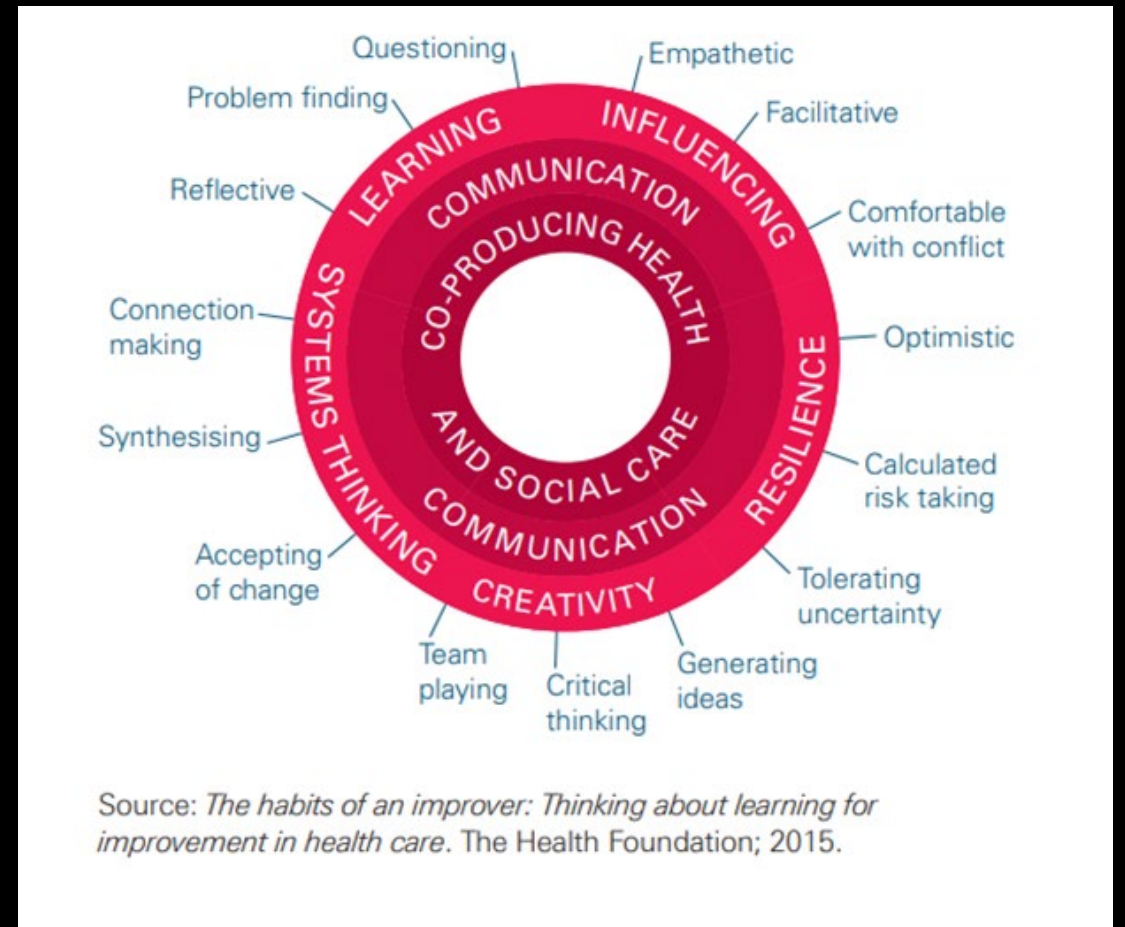 Questioning
Empathetic
Problem finding
Facilitative
LEARNING
INFLUENCING
Reflective
COMMUNICATION
Comfortable
with conflict
CO-PRODUCING HEALTH
Connection
making
SYSTEMS THINKING
Optimistic
RESILIENCE
Synthesising
AND SOCIAL CARE
Calculated
risk taking
COMMUNICATION
Accepting
of change
CREATIVITY
Tolerating
uncertainty
Team
playing
Critical
thinking
Generating
ideas
Source: The habits of an improver: Thinking about learning for
improvement in health care. The Health Foundation; 2015.